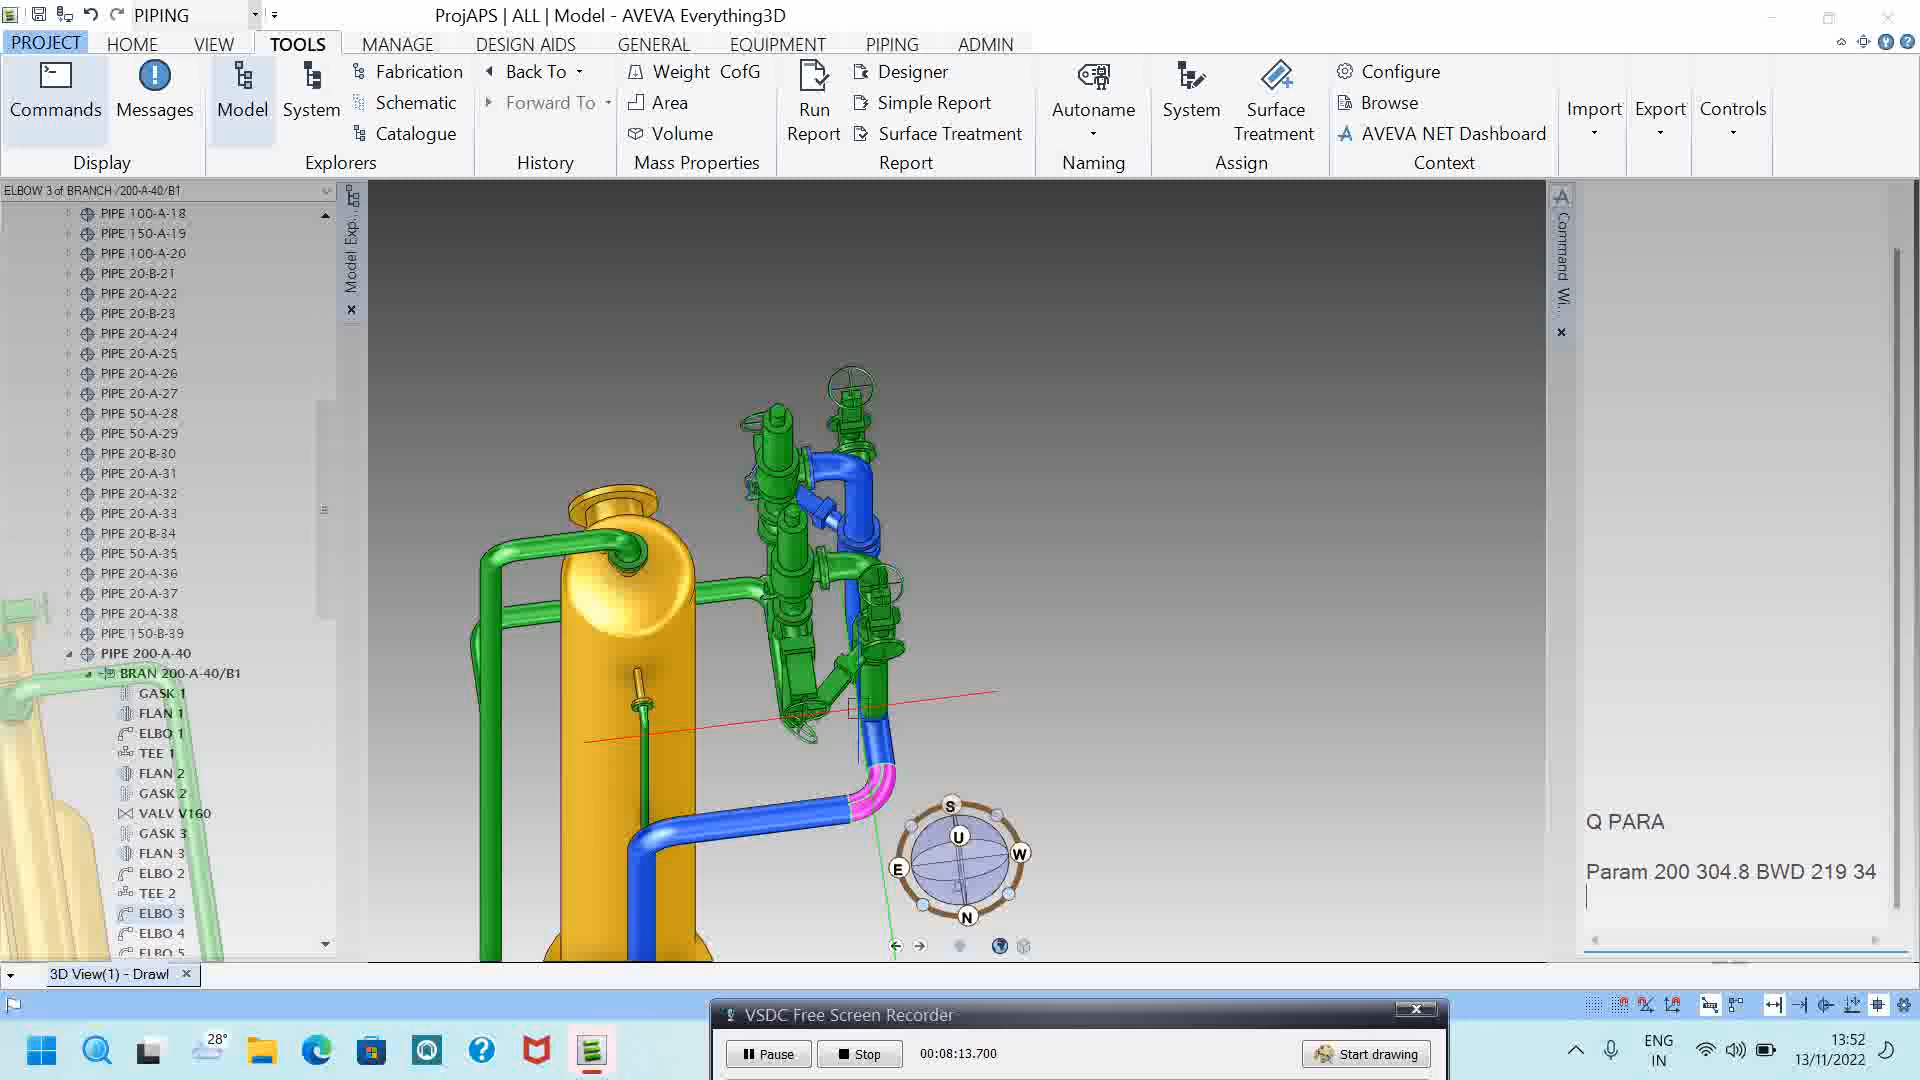 PIPING
ProjAPS | ALL | Model - AVEVA Everything3D
PROJECT HOME VIEW TOOLS MANAGE DESIGN AIDS GENERAL EQUIPMENT PIPING ADMIN
Commands
Messages
Display
Model
System
Fabrication
Schematic
Catalogue
Explorers
Back To
Forward To
History
Weight CofG
Area
Volume
Mass Properties
Run
Report
Designer
Simple Report
Surface Treatment
Report
Autoname
Naming
System
Surface
Treatment
Assign
Configure
Browse
AVEVA NET Dashboard
Context
Import
Export
Controls
ELBOW 3 of BRANCH /200-A-40/B1
PIPE 100-A-18
PIPE 150-A-19
PIPE 100-A-20
PIPE 20-B-21
PIPE 20-A-22
PIPE 20-B-23
PIPE 20-A-24
PIPE 20-A-25
PIPE 20-A-26
PIPE 20-A-27
PIPE 50-A-28
PIPE 50-A-29
PIPE 20-B-30
PIPE 20-A-31
PIPE 20-A-32
PIPE 20-A-33
PIPE 20-B-34
PIPE 50-A-35
PIPE 20-A-36
PIPE 20-A-37
PIPE 20-A-38
PIPE 150-B-39
PIPE 200-A-40
BRAN 200-A-40/B1
GASK 1
FLAN 1
ELBO 1
TEE 1
FLAN 2
GASK 2
VALV V160
GASK 3
FLAN 3
ELBO 2
TEE 2
ELBO 3
ELBO 4
ELBO 5
Model Exp...
S
U
W
E
N
Command Wi...
Q PARA
Param 200 304.8 BWD 219 34
3D View(1) - Drawl
VSDC Free Screen Recorder
Pause
Stop
00:08:13.700
Start drawing
28°
ENG
IN
13:52
13/11/2022